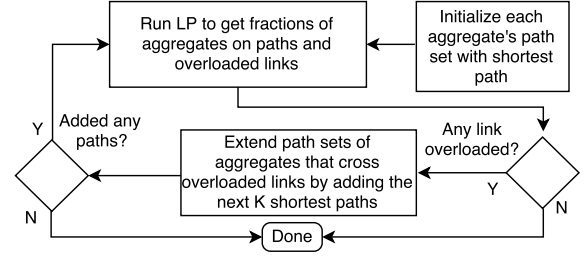 Run LP to get fractions of
aggregates on paths and
overloaded links
Initialize each
aggregate's path
set with shortest
path
Added any
paths?
Y
N
Extend path sets of
aggregates that cross
overloaded links by adding the
next K shortest paths
Any link
overloaded?
Y
N
Done